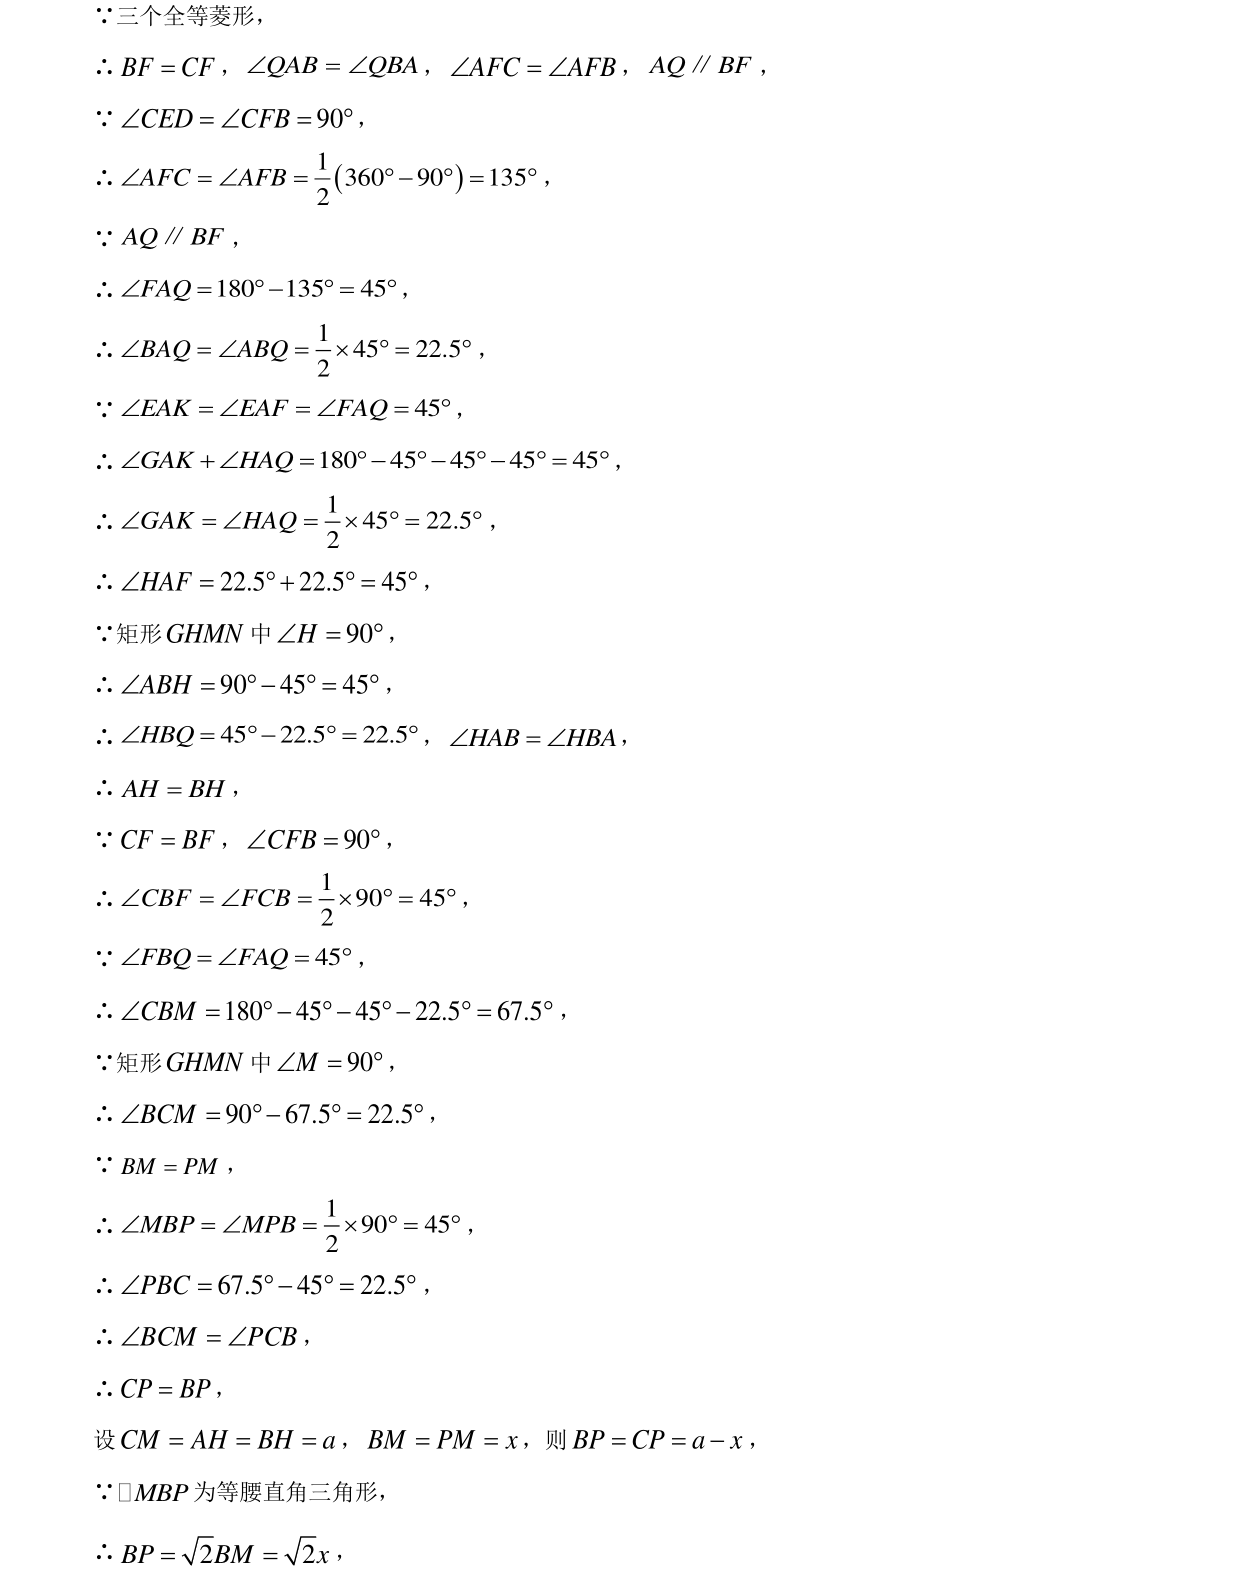 ∵三个全等菱形，
∴BF=CF，∠QAB=∠QBA，∠AFC=∠AFB，AQ∥BF，
∵∠CED=∠CFB=90°，
∴∠AFC=∠AFB=1/2(360°−90°)=135°，
∵AQ∥BF，
∴∠FAQ=180°−135°=45°，
∴∠BAQ=∠ABQ=1/2×45°=22.5°，
∵∠EAK=∠EAF=∠FAQ=45°，
∴∠GAK+∠HAQ=180°−45°−45°−45°=45°，
∴∠GAK=∠HAQ=1/2×45°=22.5°，
∴∠HAF=22.5°+22.5°=45°，
∵矩形GHMN中∠H=90°，
∴∠ABH=90°−45°=45°，
∴∠HBQ=45°−22.5°=22.5°，∠HAB=∠HBA，
∴AH=BH，
∵CF=BF，∠CFB=90°，
∴∠CBF=∠FCB=1/2×90°=45°，
∵∠FBQ=∠FAQ=45°，
∴∠CBM=180°−45°−45°−22.5°=67.5°，
∵矩形GHMN中∠M=90°，
∴∠BCM=90°−67.5°=22.5°，
∵BM=PM，
∴∠MBP=∠MPB=1/2×90°=45°，
∴∠PBC=67.5°−45°=22.5°，
∴∠BCM=∠PCB，
∴CP=BP，
设CM=AH=BH=a，BM=PM=x，则BP=CP=a−x，
∵□MBP为等腰直角三角形，
∴BP=√2BM=√2x，